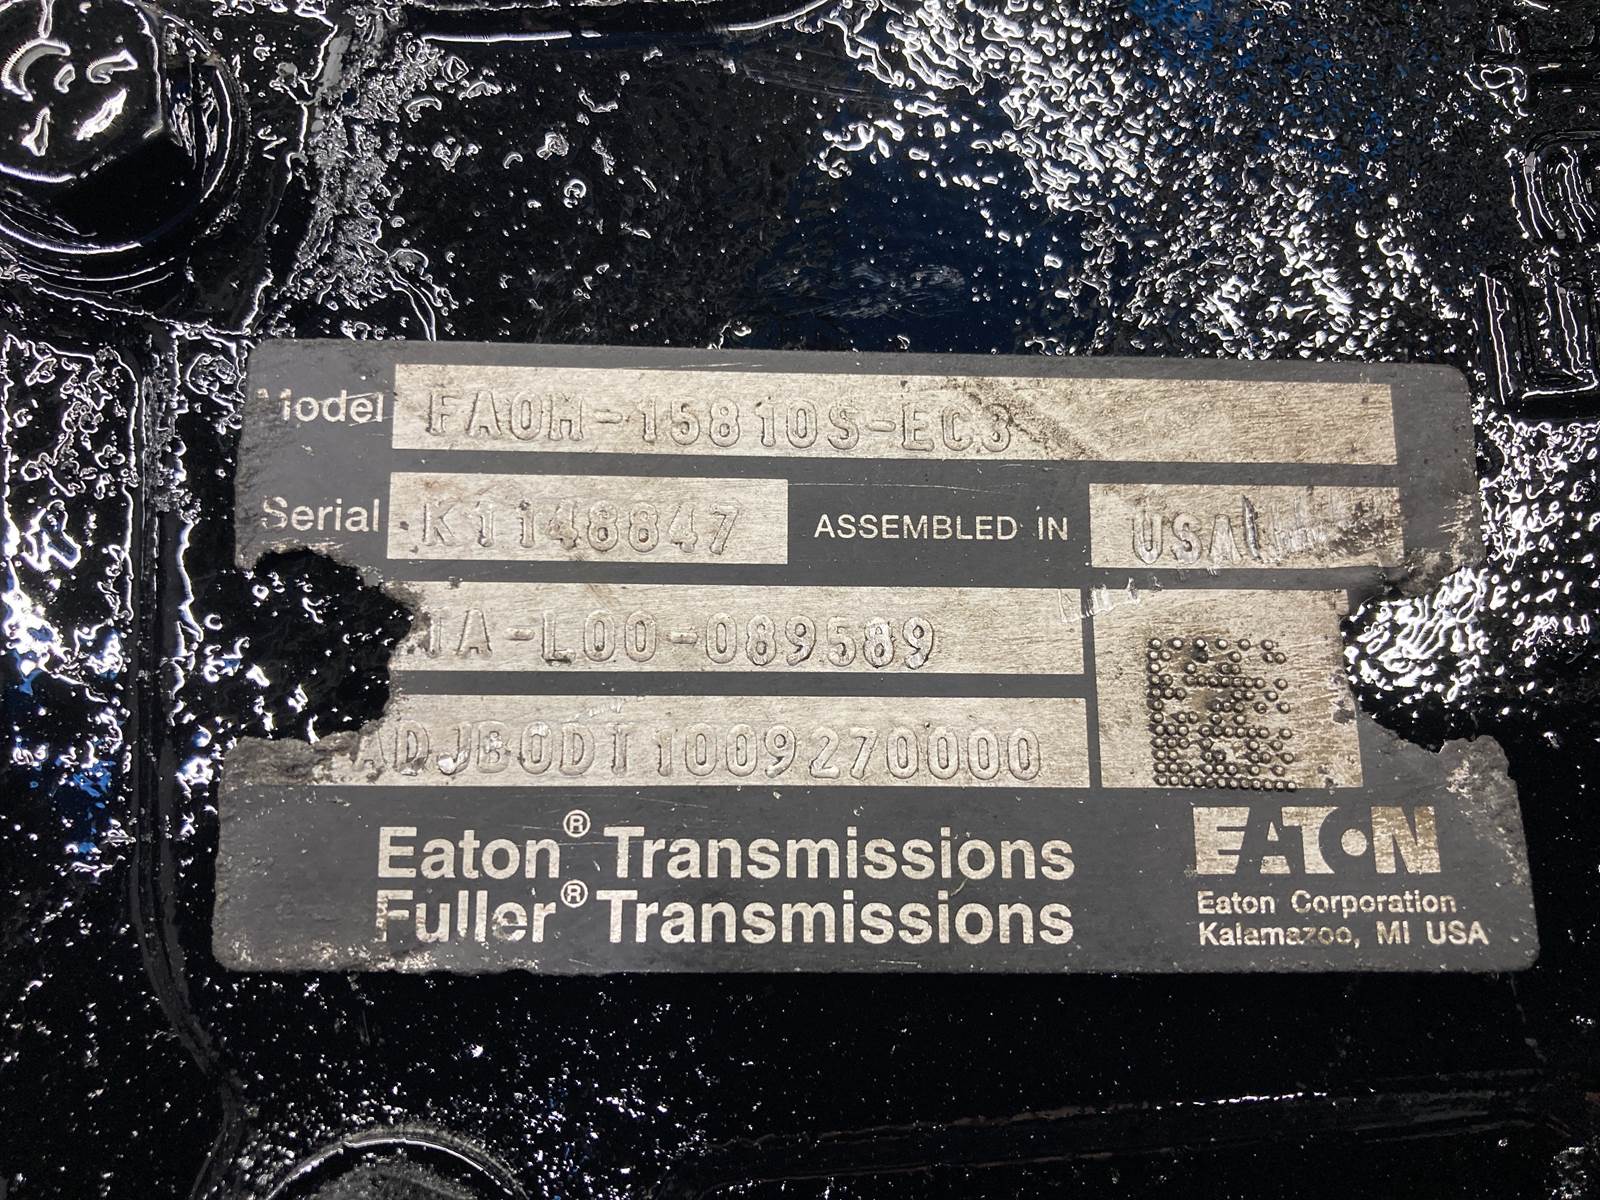 Model FAOM-15810S-EC3
Serial K1148847 ASSEMBLED IN USA
TA-L00-089589
ADJBODT1009270000
Eaton® Transmissions
Fuller® Transmissions
EATON
Eaton Corporation
Kalamazoo, MI USA